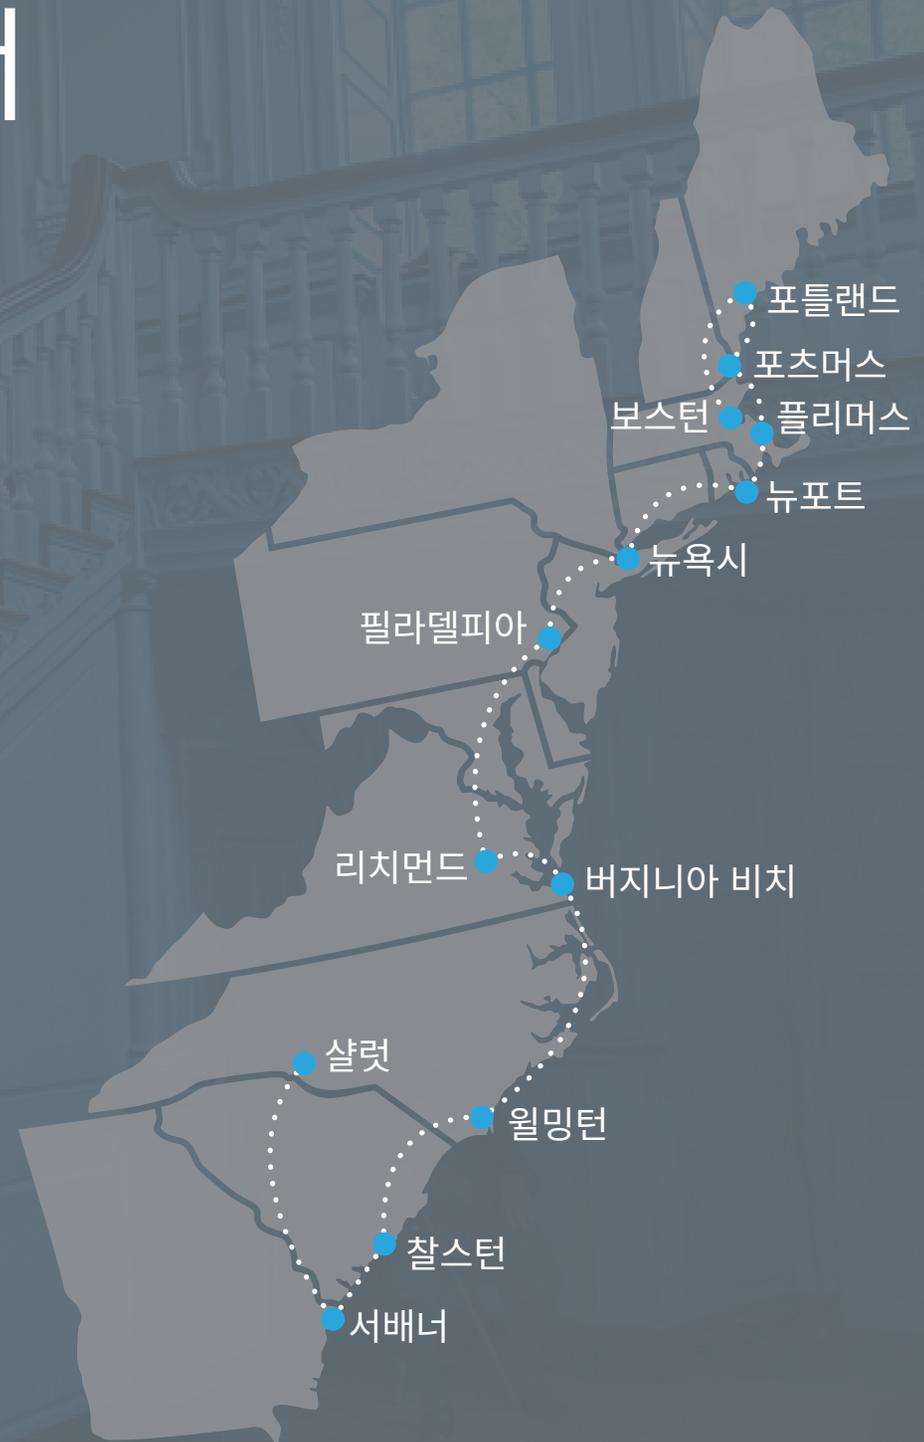 포틀랜드
포츠머스
보스턴
플리머스
뉴포트
뉴욕시
필라델피아
리치먼드
버지니아 비치
샬럿
윌밍턴
찰스턴
서배너